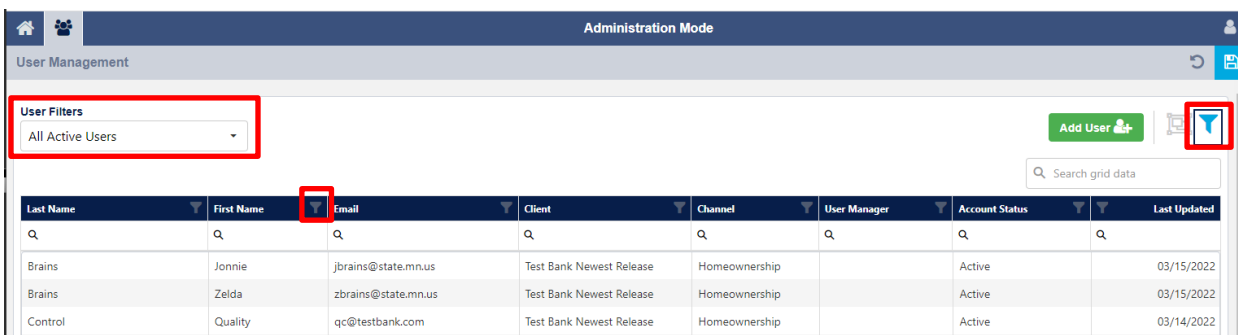 Administration Mode
User Management
User Filters
All Active Users
Add User
Search grid data
Last Name First Name Email Client Channel User Manager Account Status Last Updated
Brains Jonnie jbrains@state.mn.us Test Bank Newest Release Homeownership Active 03/15/2022
Brains Zelda zbrains@state.mn.us Test Bank Newest Release Homeownership Active 03/15/2022
Control Quality qc@testbank.com Test Bank Newest Release Homeownership Active 03/14/2022